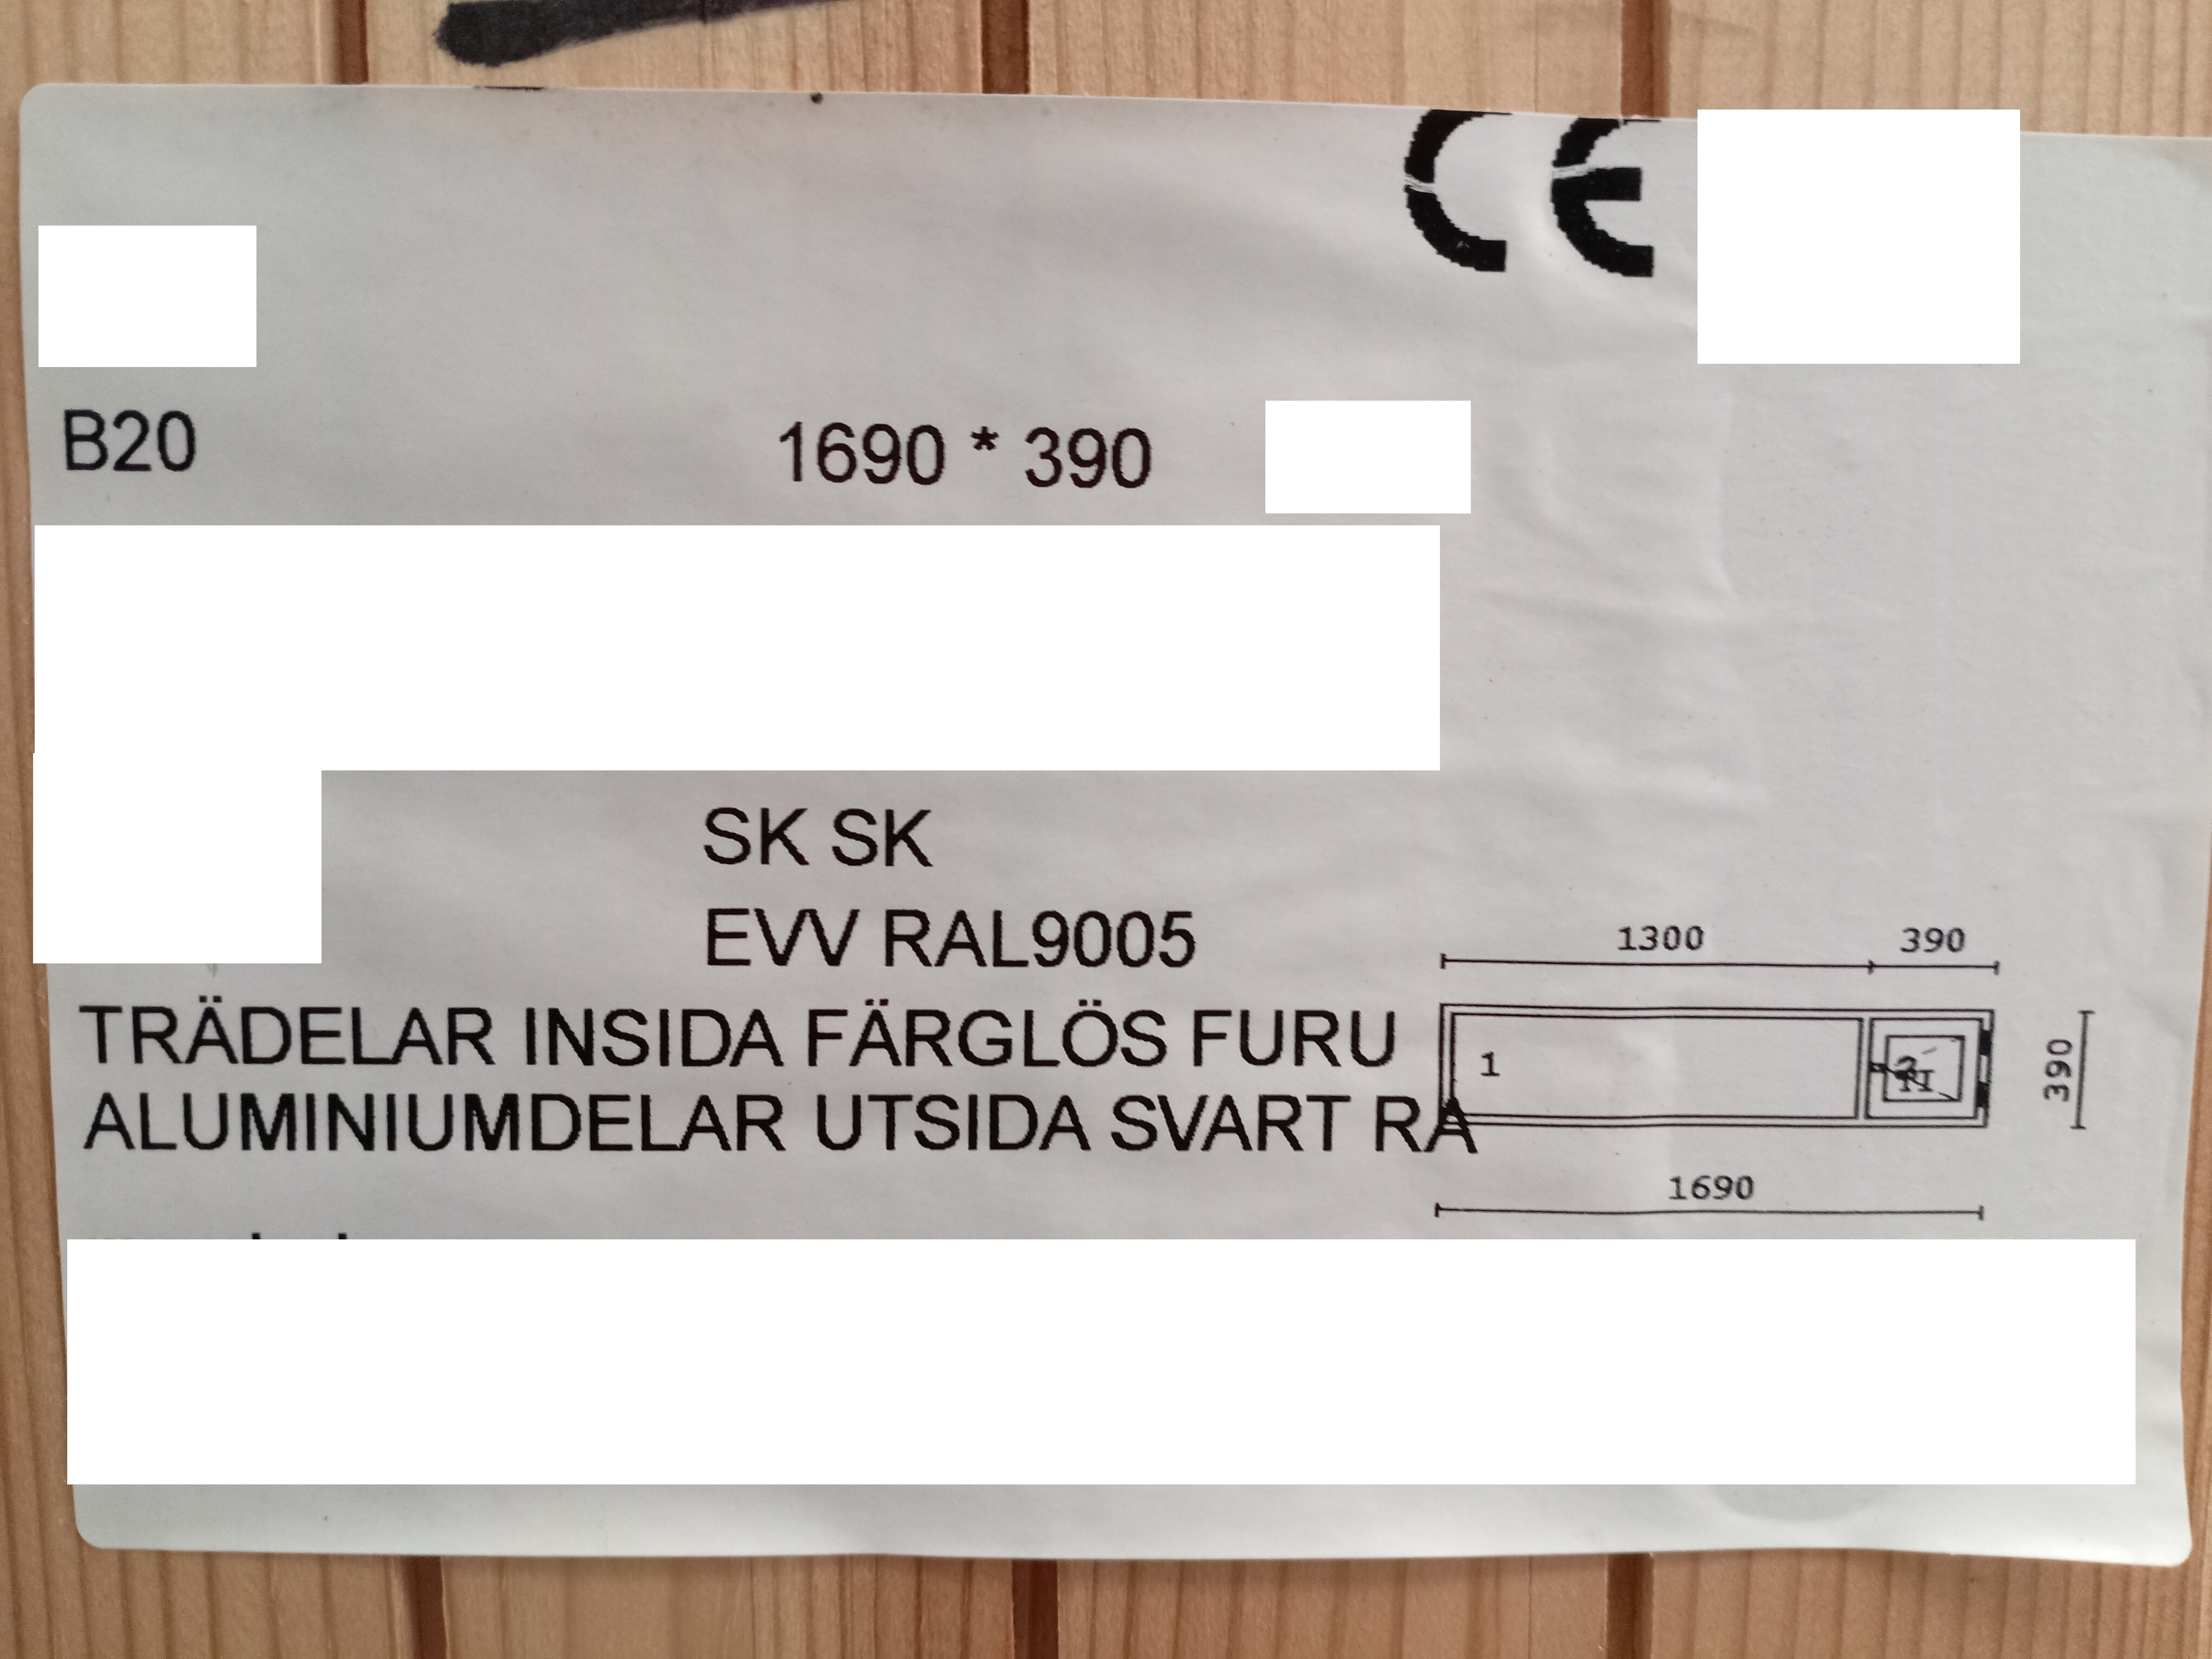 CE
B20 1690 * 390
SK SK
EVV RAL9005
TRÄDELAR INSIDA FÄRGLÖS FURU
ALUMINIUMDELAR UTSIDA SVART RA
1300 390
1
390
1690